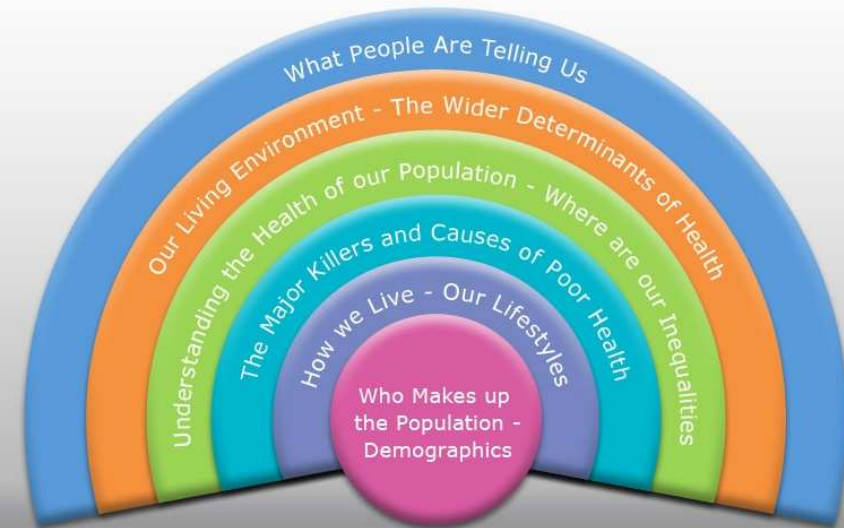 What People Are Telling Us
Our Living Environment - The Wider Determinants of Health
Understanding the Health of our Population - Where are our Inequalities
The Major Killers and Causes of Poor Health
How we Live - Our Lifestyles
Who Makes up
the Population -
Demographics